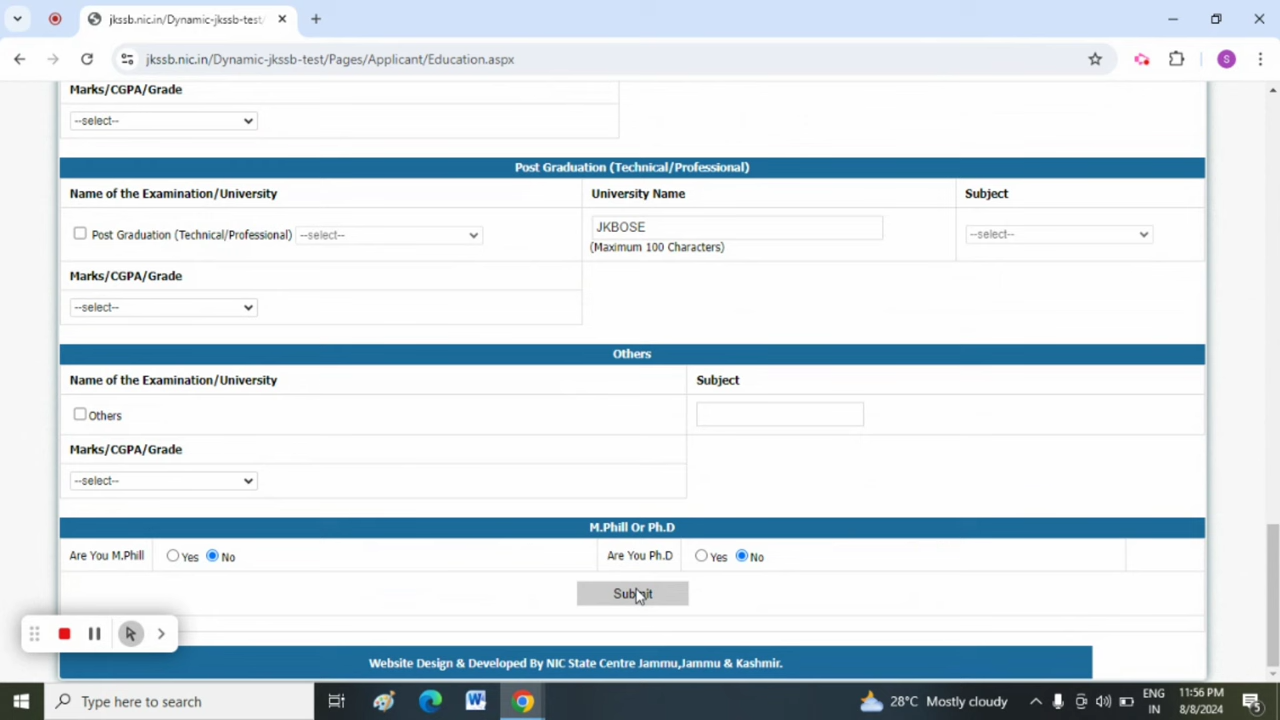 jkssb.nic.in/Dynamic-jkssb-test/
jkssb.nic.in/Dynamic-jkssb-test/Pages/Applicant/Education.aspx
S
Marks/CGPA/Grade
--select--
Post Graduation (Technical/Professional)
Name of the Examination/University University Name Subject
Post Graduation (Technical/Professional) --select-- JKBOSE --select--
(Maximum 100 Characters)
Marks/CGPA/Grade
--select--
Others
Name of the Examination/University Subject
Others
Marks/CGPA/Grade
--select--
M.Phill Or Ph.D
Are You M.Phill Yes No Are You Ph.D Yes No
Submit
Website Design & Developed By NIC State Centre Jammu,Jammu & Kashmir.
Type here to search 28°C Mostly cloudy ENG 11:56 PM
IN 8/8/2024 5